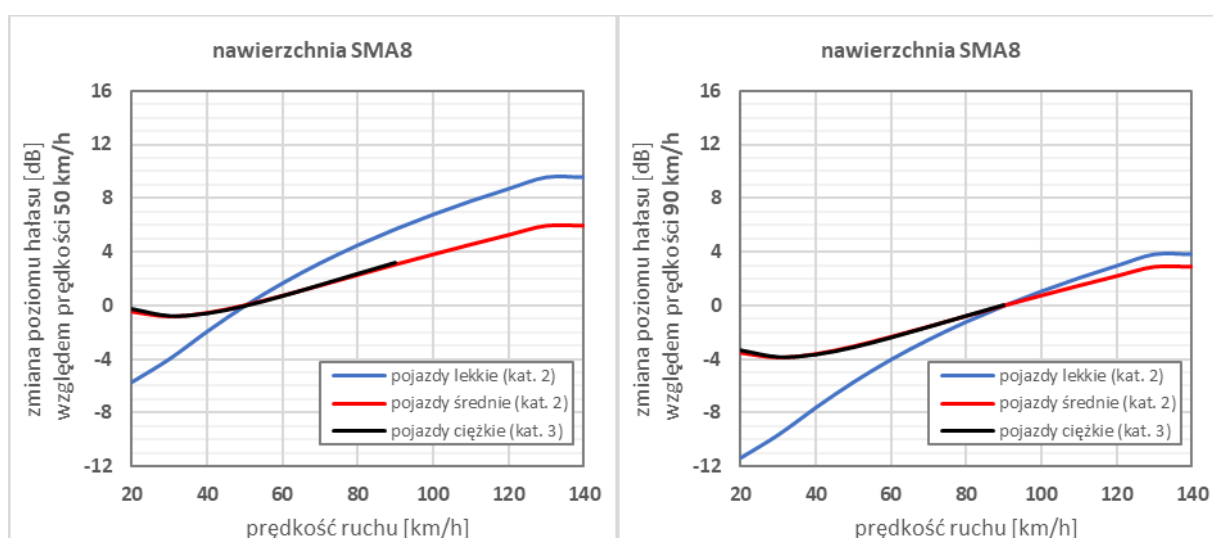 nawierzchnia SMA8
zmiana poziomu hałasu [dB]
względem prędkości 50 km/h
16
12
8
4
0
-4
-8
-12
pojazdy lekkie (kat. 2)
pojazdy średnie (kat. 2)
pojazdy ciężkie (kat. 3)
20 40 60 80 100 120 140
prędkość ruchu [km/h]
nawierzchnia SMA8
zmiana poziomu hałasu [dB]
względem prędkości 90 km/h
16
12
8
4
0
-4
-8
-12
pojazdy lekkie (kat. 2)
pojazdy średnie (kat. 2)
pojazdy ciężkie (kat. 3)
20 40 60 80 100 120 140
prędkość ruchu [km/h]